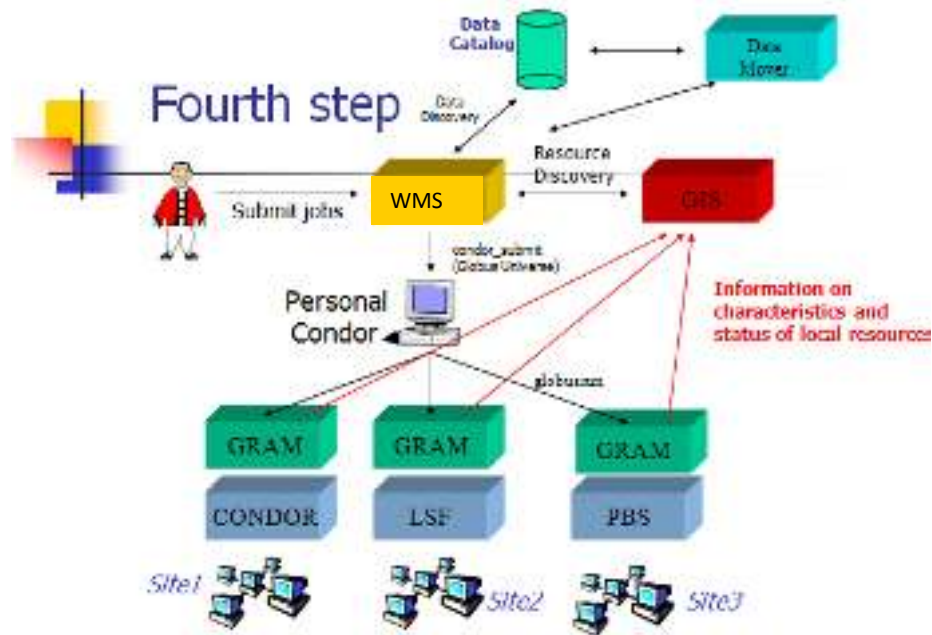 Data
Catalog
Data
Mover
Fourth step
Data
Discovery
Resource
Discovery
Submit jobs
WMS
GIS
condor_submit
(Globus Universe)
Personal
Condor
Information on
characteristics and
status of local resources
globusrun
GRAM
GRAM
GRAM
CONDOR
LSF
PBS
Site1
Site2
Site3